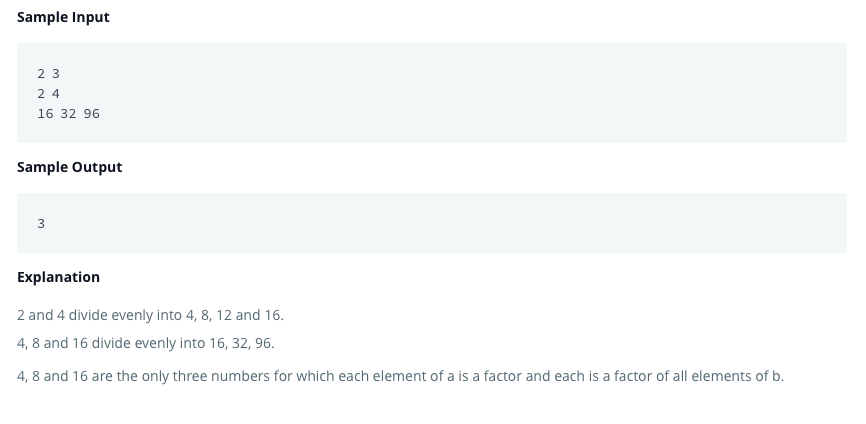 Sample Input
2 3
2 4
16 32 96
Sample Output
3
Explanation
2 and 4 divide evenly into 4, 8, 12 and 16.
4, 8 and 16 divide evenly into 16, 32, 96.
4, 8 and 16 are the only three numbers for which each element of a is a factor and each is a factor of all elements of b.